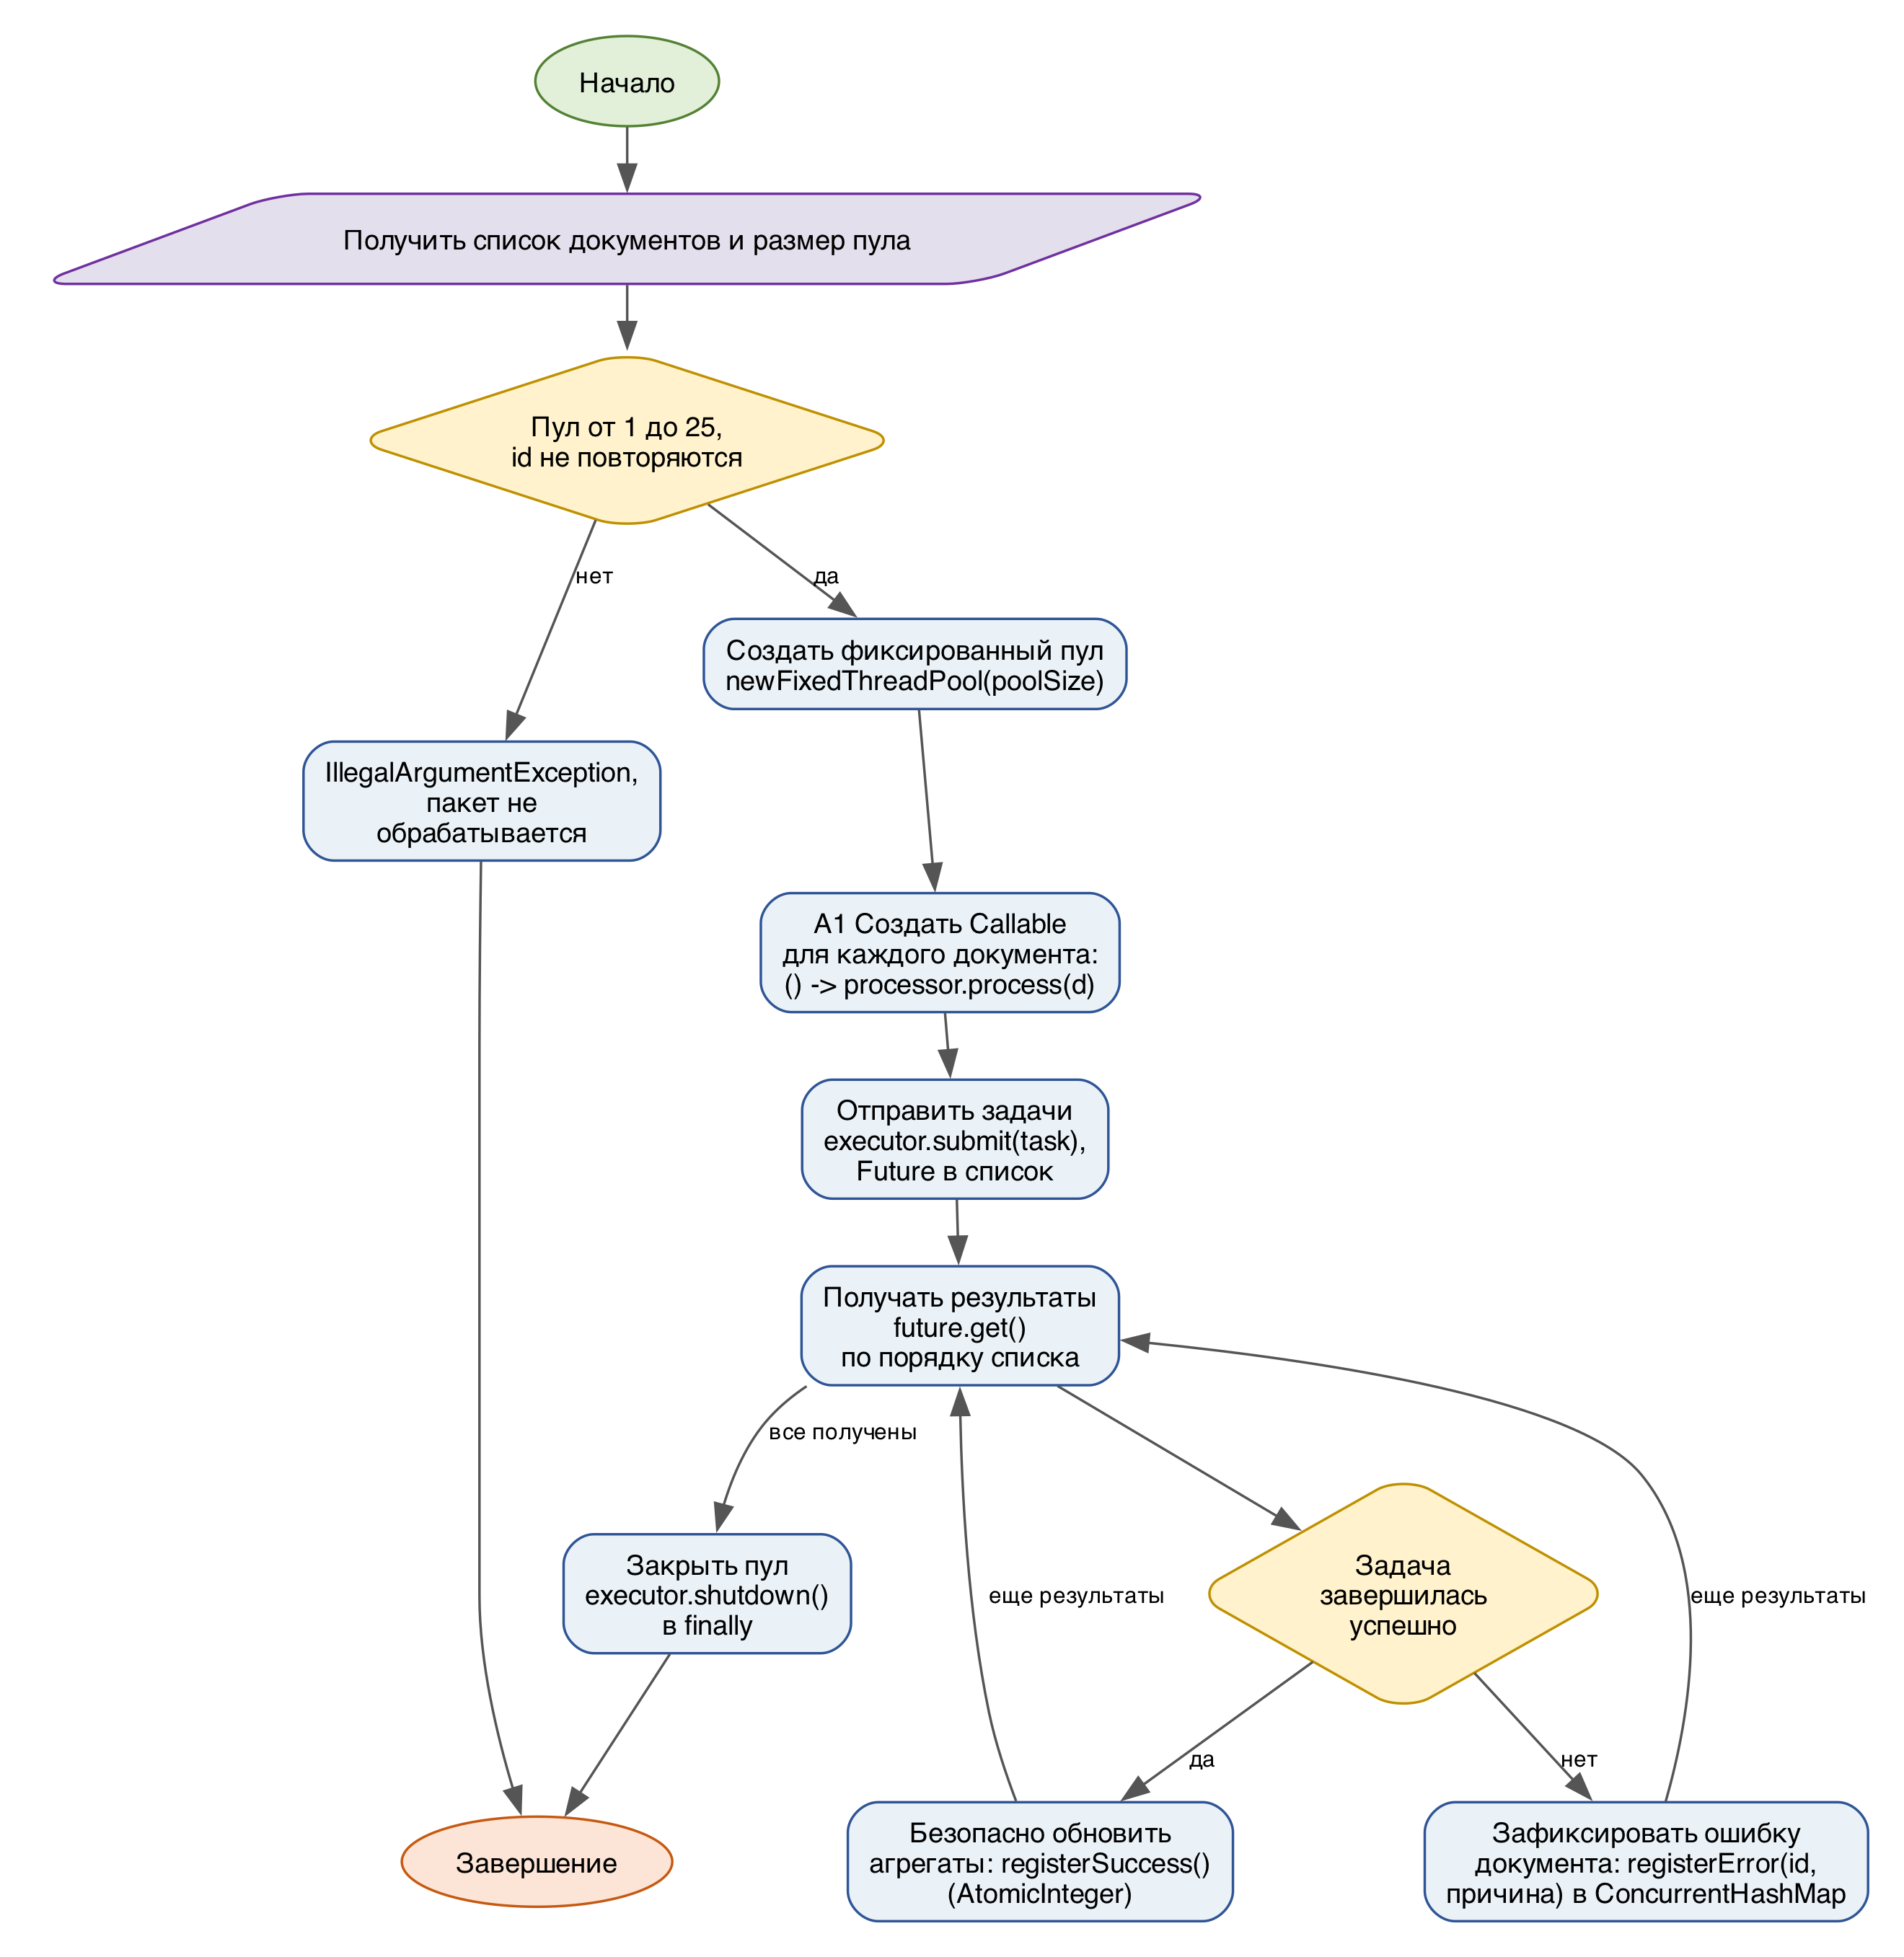 Начало
Получить список документов и размер пула
Пул от 1 до 25,
id не повторяются
нет
да
Создать фиксированный пул
newFixedThreadPool(poolSize)
IllegalArgumentException,
пакет не
обрабатывается
А1 Создать Callable
для каждого документа:
() -> processor.process(d)
Отправить задачи
executor.submit(task),
Future в список
Получать результаты
future.get()
по порядку списка
все получены
Закрыть пул
executor.shutdown()
в finally
еще результаты
Задача
завершилась
успешно
еще результаты
да
нет
Завершение
Безопасно обновить
агрегаты: registerSuccess()
(AtomicInteger)
Зафиксировать ошибку
документа: registerError(id,
причина) в ConcurrentHashMap